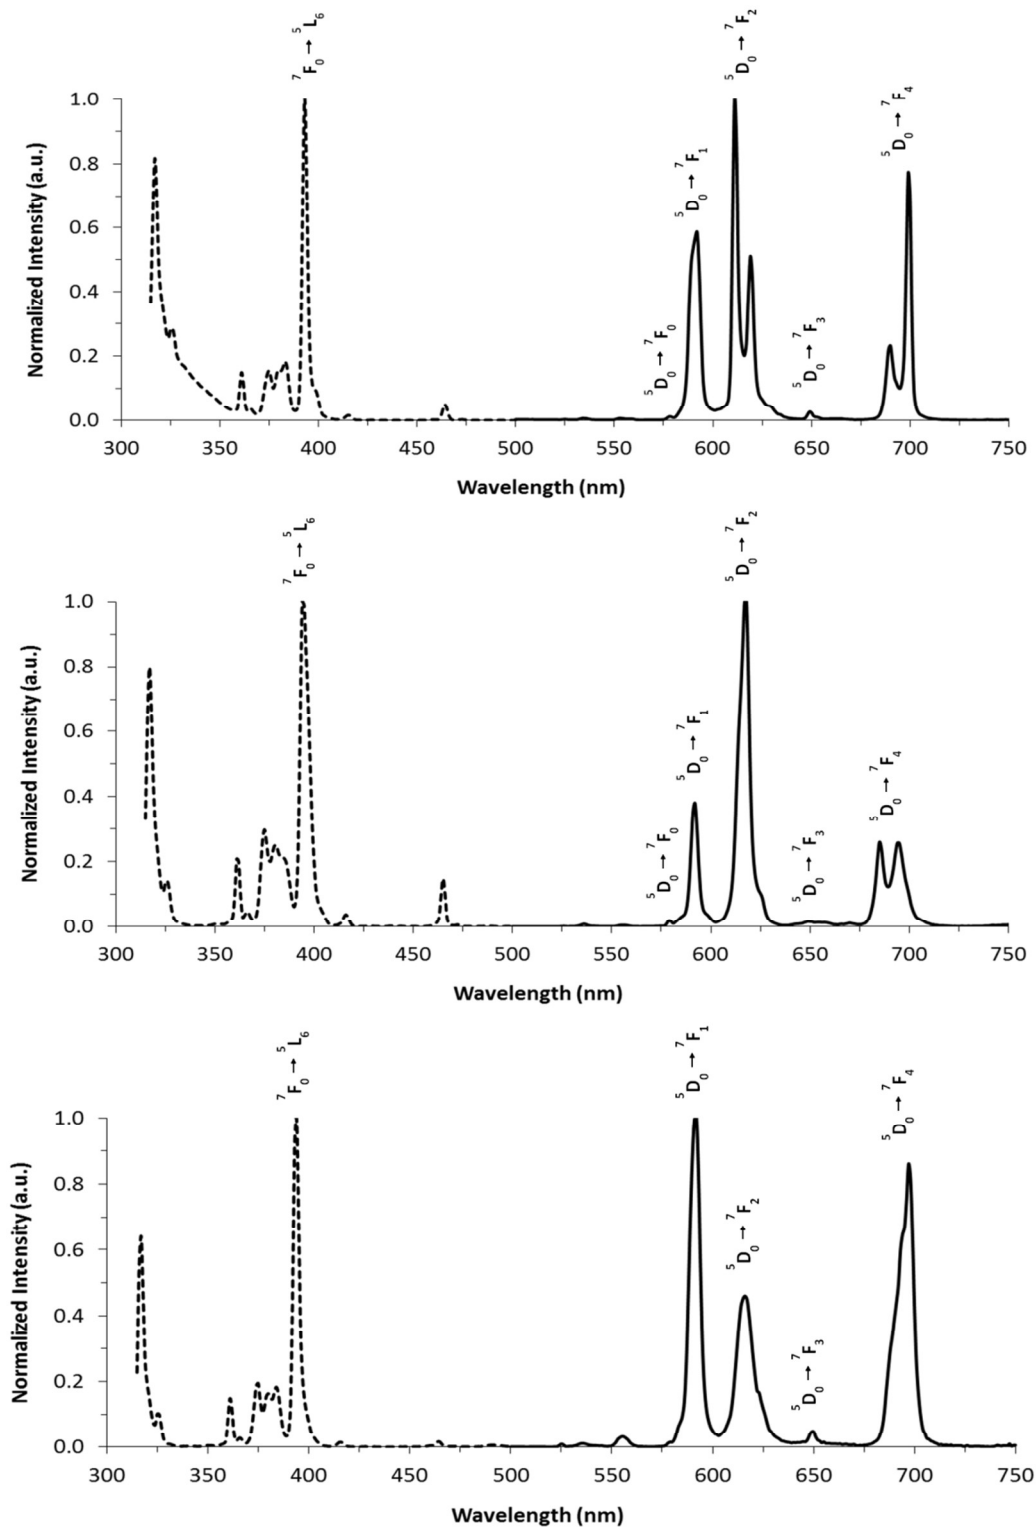 ⁷F₀ → ⁵L₆
⁵D₀ → ⁷F₂
⁵D₀ → ⁷F₄
⁵D₀ → ⁷F₁
⁵D₀ → ⁷F₀
⁵D₀ → ⁷F₃
Normalized Intensity (a.u.)
1.0
0.8
0.6
0.4
0.2
0.0
300 350 400 450 500 550 600 650 700 750
Wavelength (nm)
⁷F₀ → ⁵L₆
⁵D₀ → ⁷F₂
⁵D₀ → ⁷F₁
⁵D₀ → ⁷F₄
⁵D₀ → ⁷F₀
⁵D₀ → ⁷F₃
Normalized Intensity (a.u.)
1.0
0.8
0.6
0.4
0.2
0.0
300 350 400 450 500 550 600 650 700 750
Wavelength (nm)
⁷F₀ → ⁵L₆
⁵D₀ → ⁷F₁
⁵D₀ → ⁷F₄
⁵D₀ → ⁷F₂
⁵D₀ → ⁷F₃
Normalized Intensity (a.u.)
1.0
0.8
0.6
0.4
0.2
0.0
300 350 400 450 500 550 600 650 700 750
Wavelength (nm)